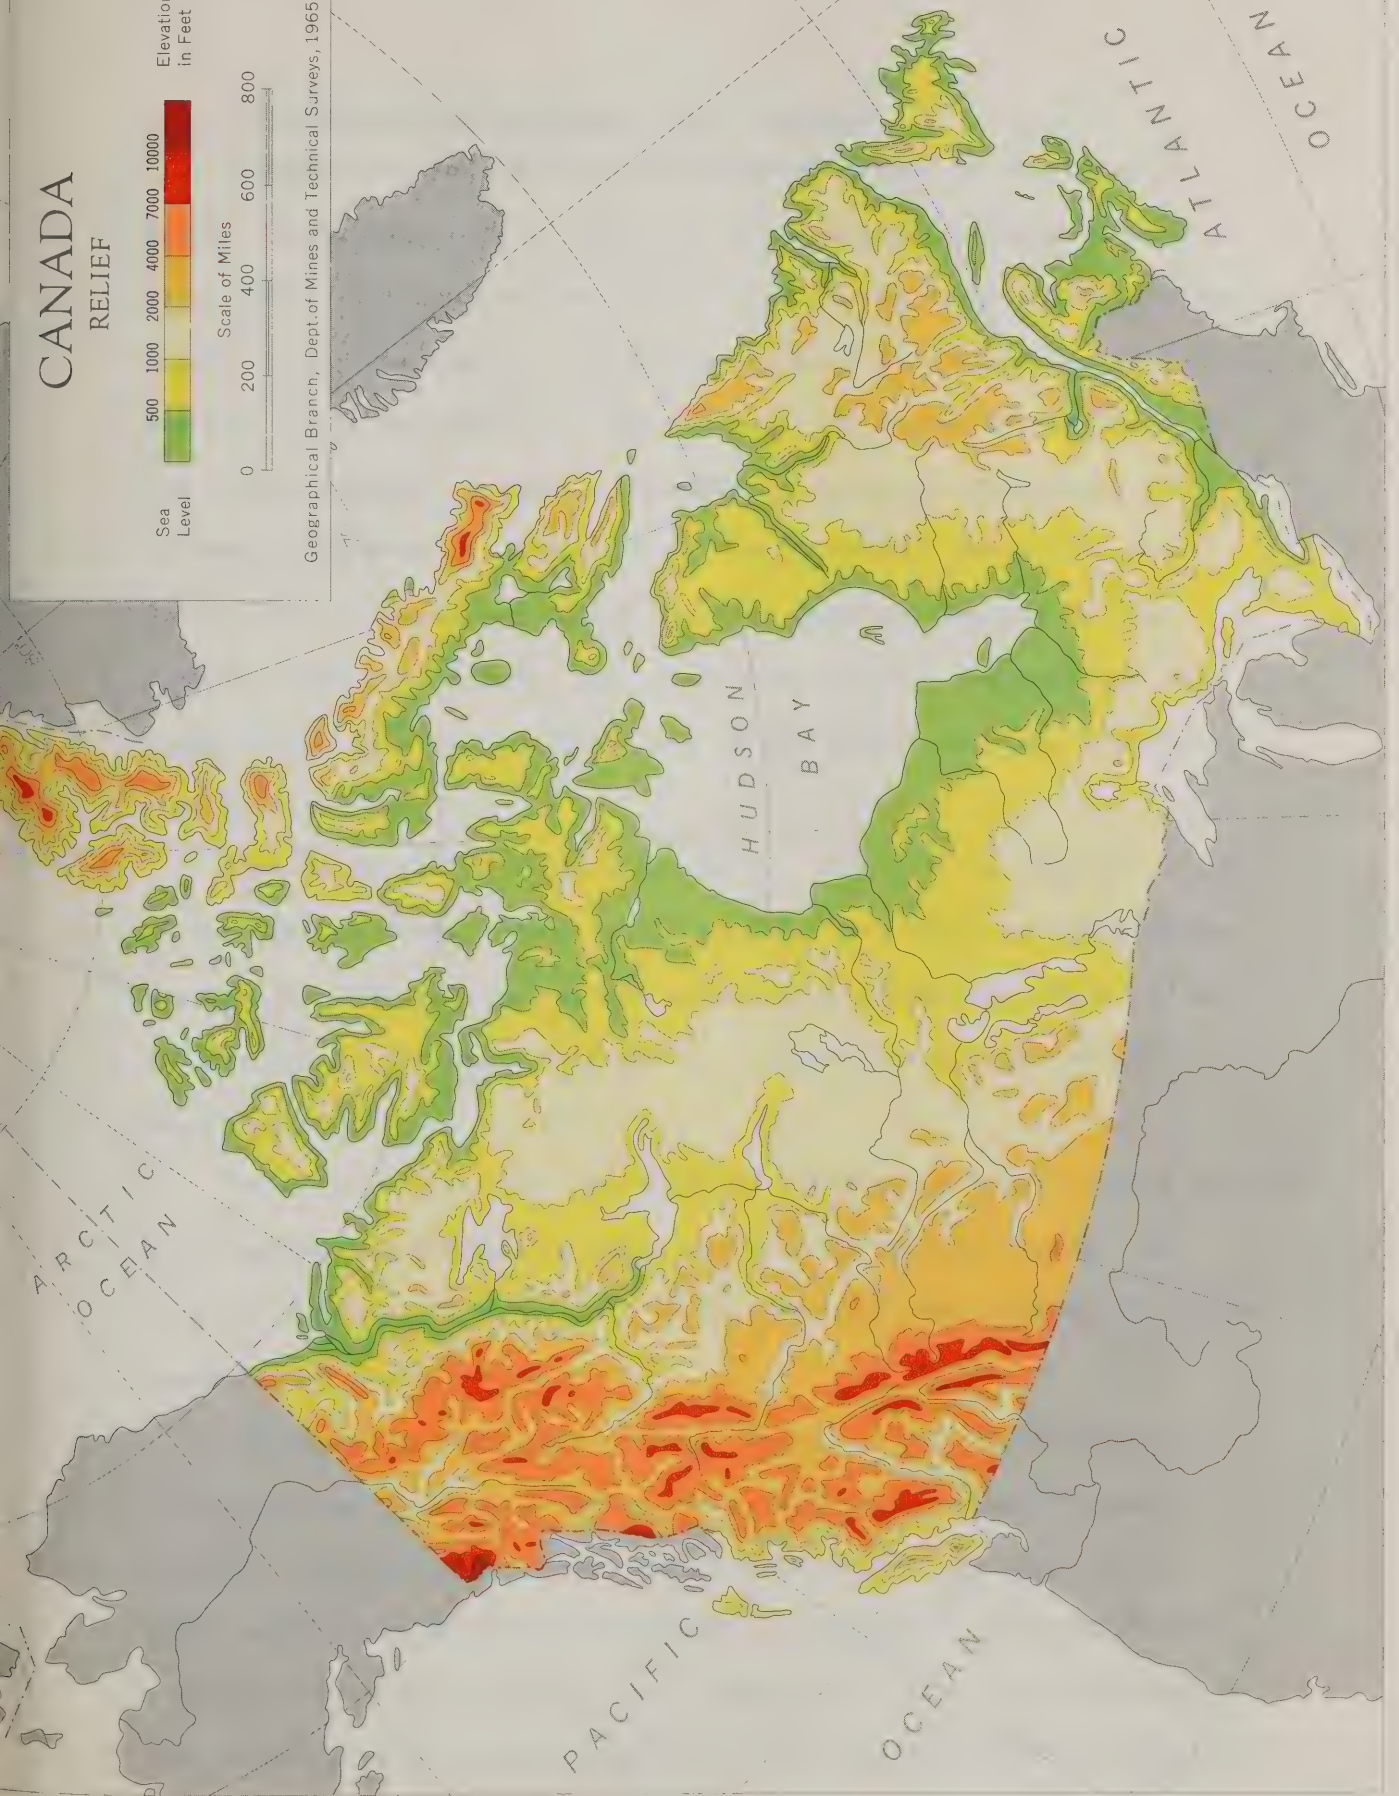 CANADA
RELIEF
Elevation
in Feet
500 1000 2000 4000 7000 10000
Sea
Level
Scale of Miles
0 200 400 600 800
Geographical Branch, Dept. of Mines and Technical Surveys, 1965
ARCTIC
OCEAN
HUDSON
BAY
ATLANTIC
OCEAN
PACIFIC
OCEAN